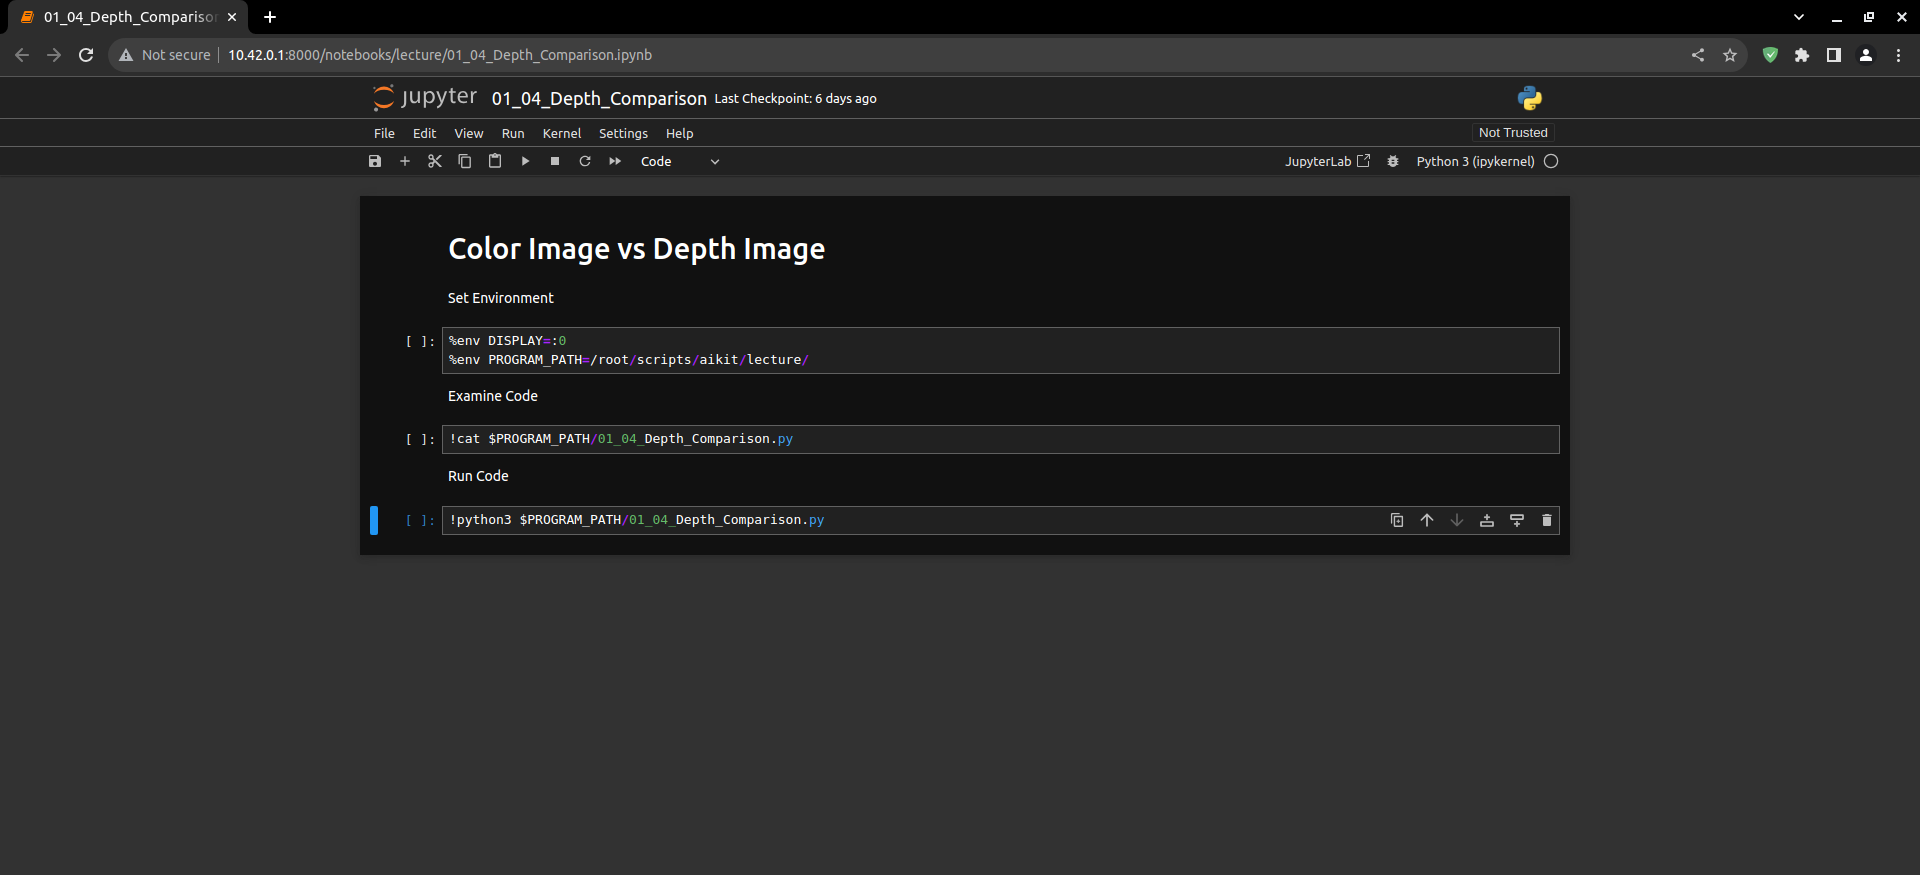 01_04_Depth_Comparison
Not secure
10.42.0.1:8000/notebooks/lecture/01_04_Depth_Comparison.ipynb
jupyter 01_04_Depth_Comparison Last Checkpoint: 6 days ago
File Edit View Run Kernel Settings Help Not Trusted
Code JupyterLab Python 3 (ipykernel)
Color Image vs Depth Image
Set Environment
[ ]: %env DISPLAY=:0
%env PROGRAM_PATH=/root/scripts/aikit/lecture/
Examine Code
[ ]: !cat $PROGRAM_PATH/01_04_Depth_Comparison.py
Run Code
[ ]: !python3 $PROGRAM_PATH/01_04_Depth_Comparison.py